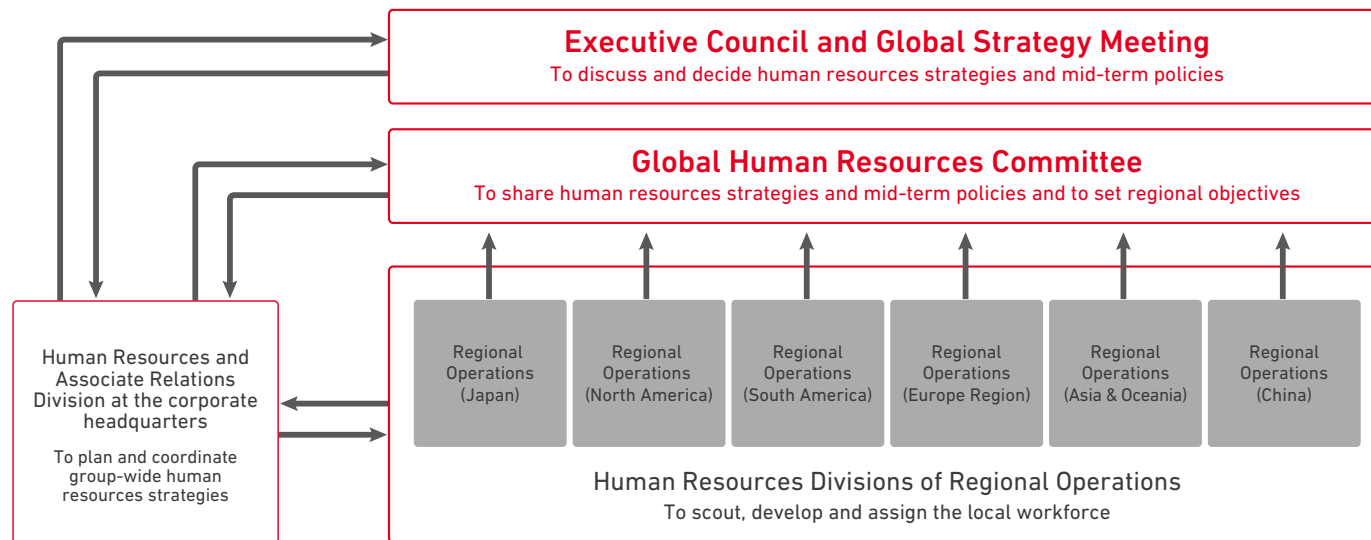 Executive Council and Global Strategy Meeting
To discuss and decide human resources strategies and mid-term policies
Global Human Resources Committee
To share human resources strategies and mid-term policies and to set regional objectives
Human Resources and
Associate Relations
Division at the corporate
headquarters
To plan and coordinate
group-wide human
resources strategies
Regional
Operations
(Japan)
Regional
Operations
(North America)
Regional
Operations
(South America)
Regional
Operations
(Europe Region)
Regional
Operations
(Asia & Oceania)
Regional
Operations
(China)
Human Resources Divisions of Regional Operations
To scout, develop and assign the local workforce